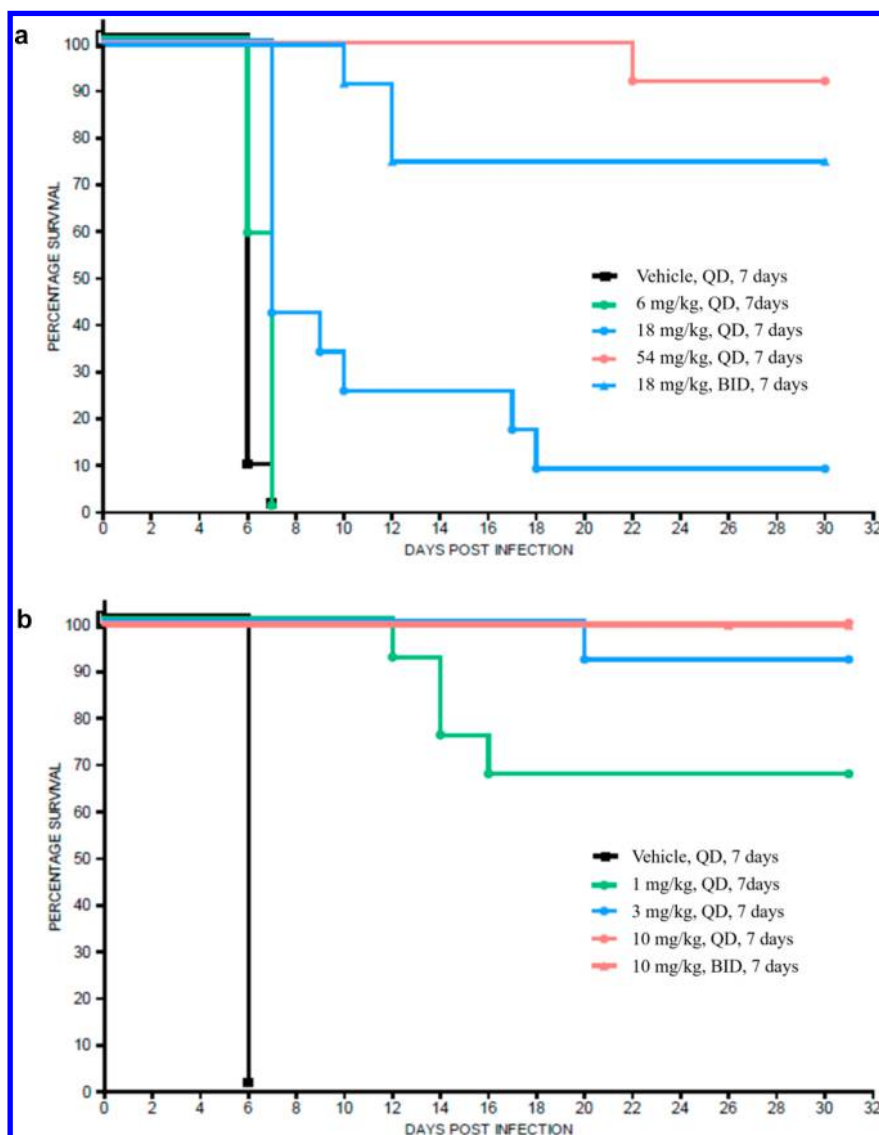 a
PERCENTAGE SURVIVAL
100
90
80
70
60
50
40
30
20
10
0
Vehicle, QD, 7 days
6 mg/kg, QD, 7days
18 mg/kg, QD, 7 days
54 mg/kg, QD, 7 days
18 mg/kg, BID, 7 days
0 2 4 6 8 10 12 14 16 18 20 22 24 26 28 30 32
DAYS POST INFECTION
b
PERCENTAGE SURVIVAL
100
90
80
70
60
50
40
30
20
10
0
Vehicle, QD, 7 days
1 mg/kg, QD, 7days
3 mg/kg, QD, 7 days
10 mg/kg, QD, 7 days
10 mg/kg, BID, 7 days
0 2 4 6 8 10 12 14 16 18 20 22 24 26 28 30 32
DAYS POST INFECTION